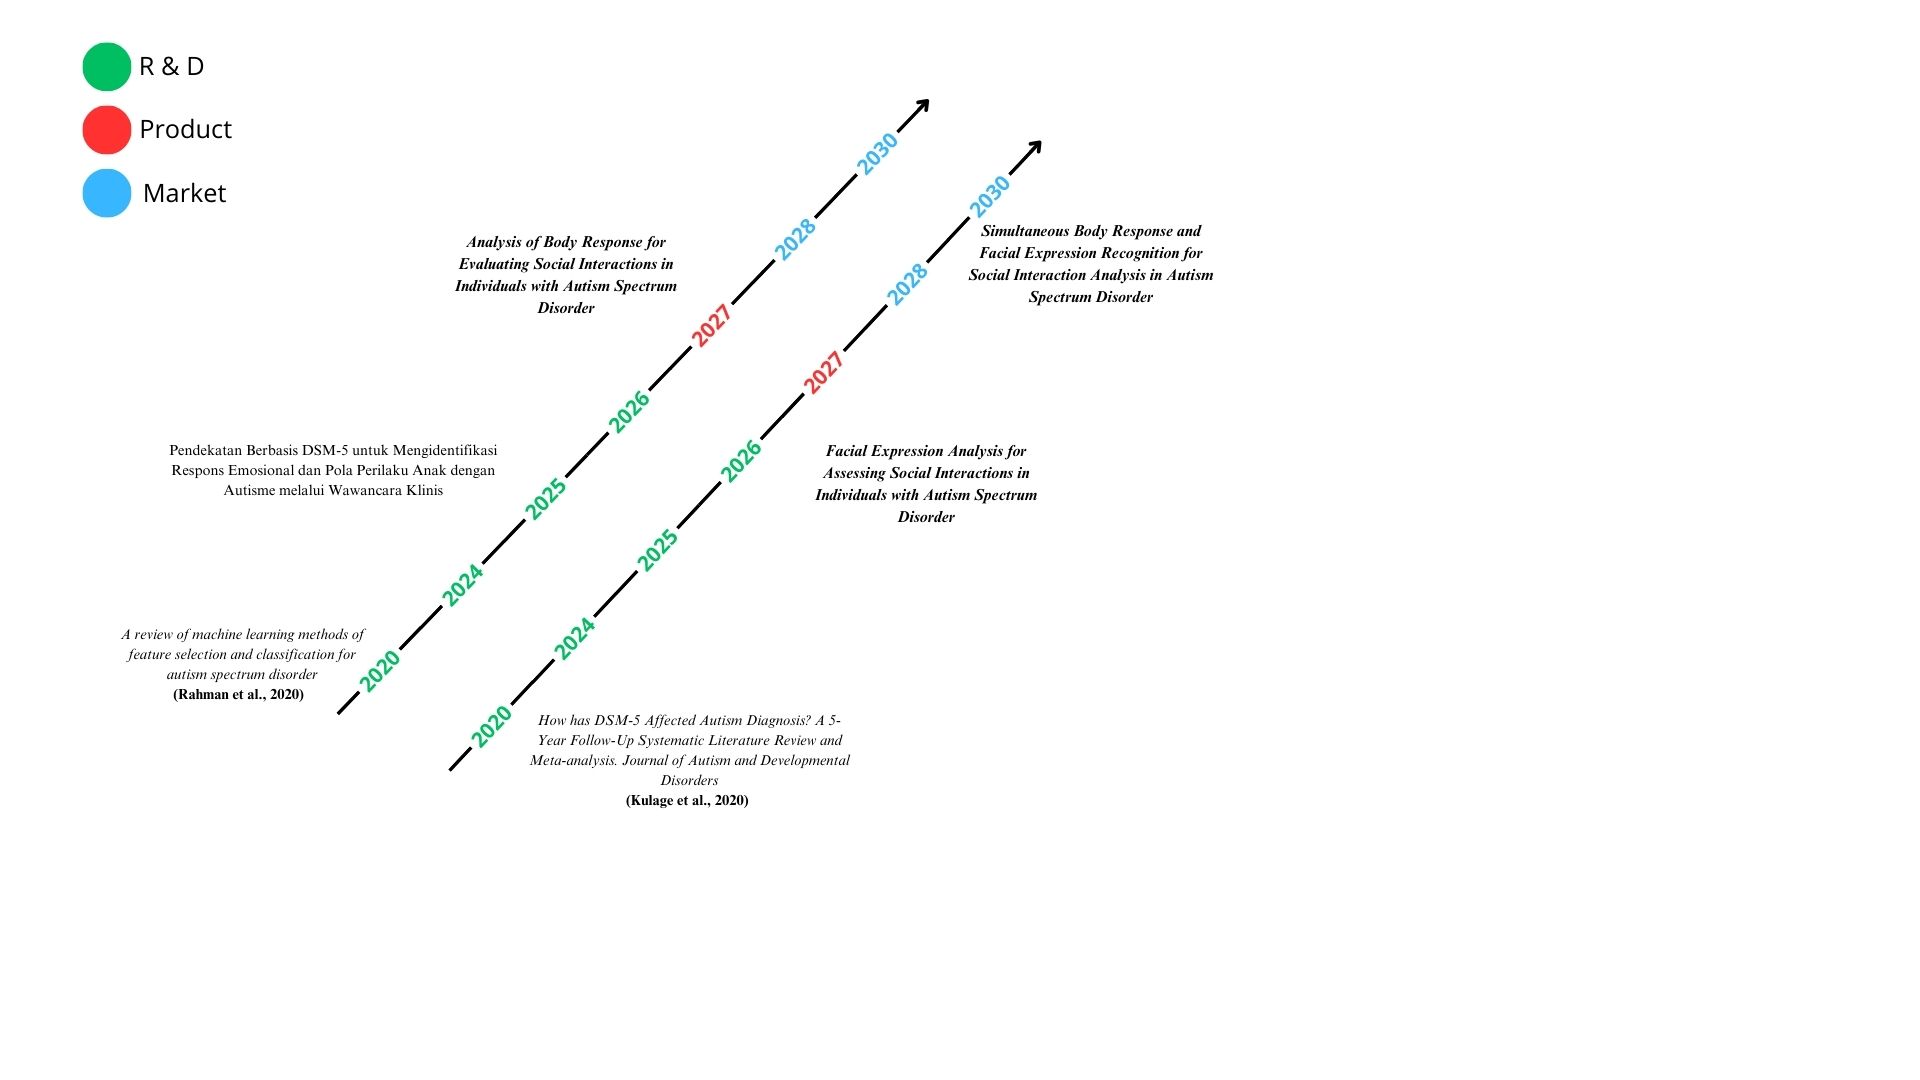 R & D
Product
Market
2030
2028
2027
2026
2025
2024
2020
2030
2028
2027
2026
2025
2024
2020
Analysis of Body Response for
Evaluating Social Interactions in
Individuals with Autism Spectrum
Disorder
Simultaneous Body Response and
Facial Expression Recognition for
Social Interaction Analysis in Autism
Spectrum Disorder
Pendekatan Berbasis DSM-5 untuk Mengidentifikasi
Respons Emosional dan Pola Perilaku Anak dengan
Autisme melalui Wawancara Klinis
Facial Expression Analysis for
Assessing Social Interactions in
Individuals with Autism Spectrum
Disorder
A review of machine learning methods of
feature selection and classification for
autism spectrum disorder
(Rahman et al., 2020)
How has DSM-5 Affected Autism Diagnosis? A 5-
Year Follow-Up Systematic Literature Review and
Meta-analysis. Journal of Autism and Developmental
Disorders
(Kulage et al., 2020)